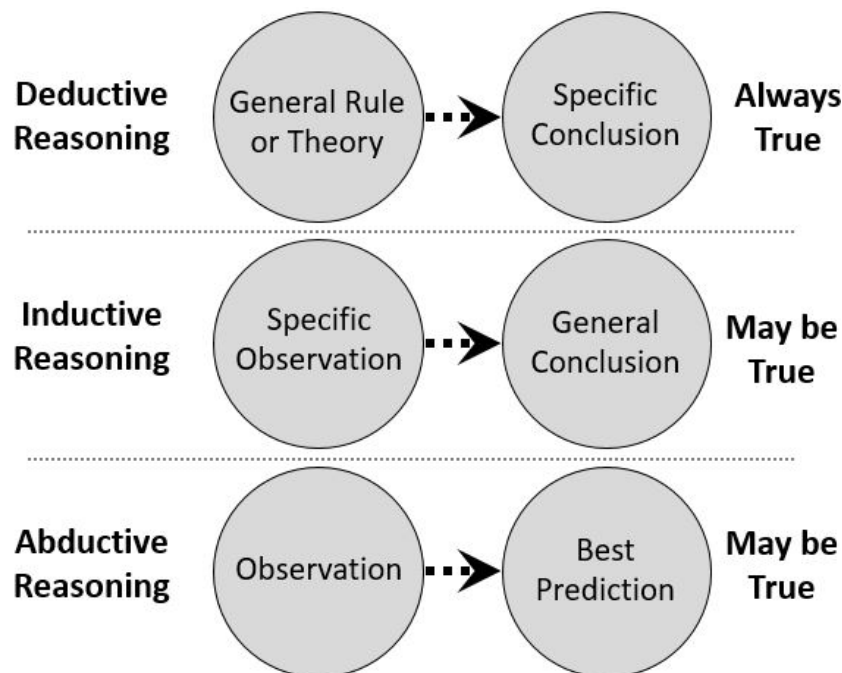 Deductive
Reasoning
General Rule
or Theory
Specific
Conclusion
Always
True
Inductive
Reasoning
Specific
Observation
General
Conclusion
May be
True
Abductive
Reasoning
Observation
Best
Prediction
May be
True